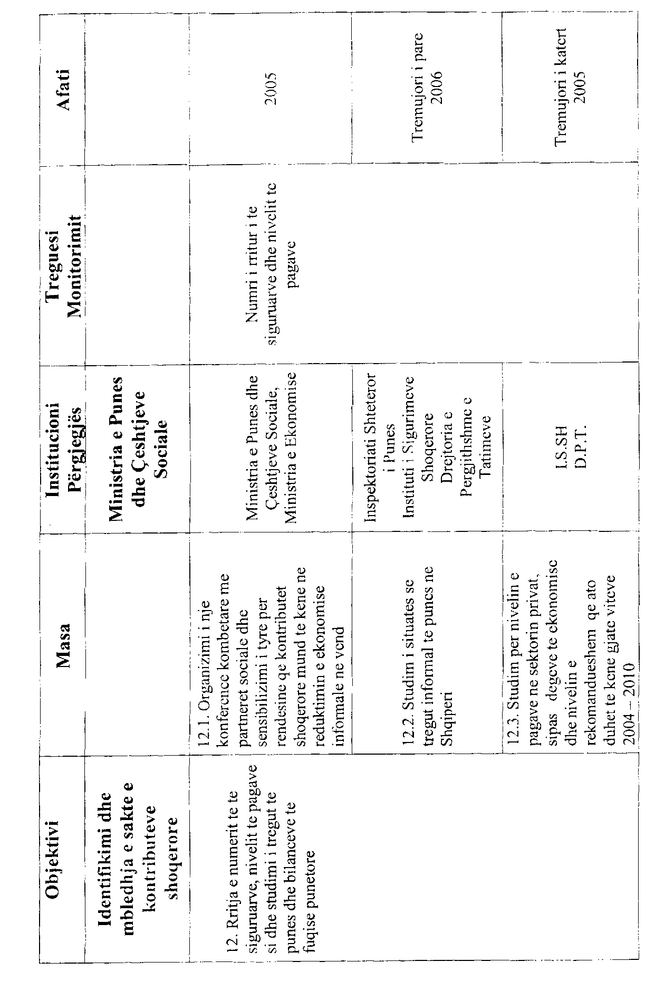 Objektivi
Masa
Institucioni
Përgjegjës
Treguesi
Monitorimit
Afati
Identifikimi dhe
mbledhja e sakte e
kontributeve
shoqerore
Ministria e Punes
dhe Çeshtjeve
Sociale
12. Rritja e numerit te te
siguruarve, nivelit te pagave
si dhe studimi i tregut te
punes dhe bilanceve te
fuqise punetore
12.1. Organizimi i nje
konference kombetare me
partneret sociale dhe
sensibilizimi i tyre per
rendesine qe kontributet
shoqerore mund te kene ne
reduktimin e ekonomise
informale ne vend
Ministria e Punes dhe
Çeshtjeve Sociale,
Ministria e Ekonomise
Numri i rritur i te
siguruarve dhe nivelit te
pagave
2005
12.2. Studim i situates se
tregut informal te punes ne
Shqiperi
Inspektoriati Shteteror
i Punes
Instituti i Sigurimeve
Shoqerore
Drejtoria e
Pergjithshme e
Tatimeve
Tremujori i pare
2006
12.3. Studim per nivelin e
pagave ne sektorin privat,
sipas degeve te ekonomise
dhe nivelin e
rekomandueshem qe ato
duhet te kene gjate viteve
2004 – 2010
I.S.SH
D.P.T.
Tremujori i katert
2005